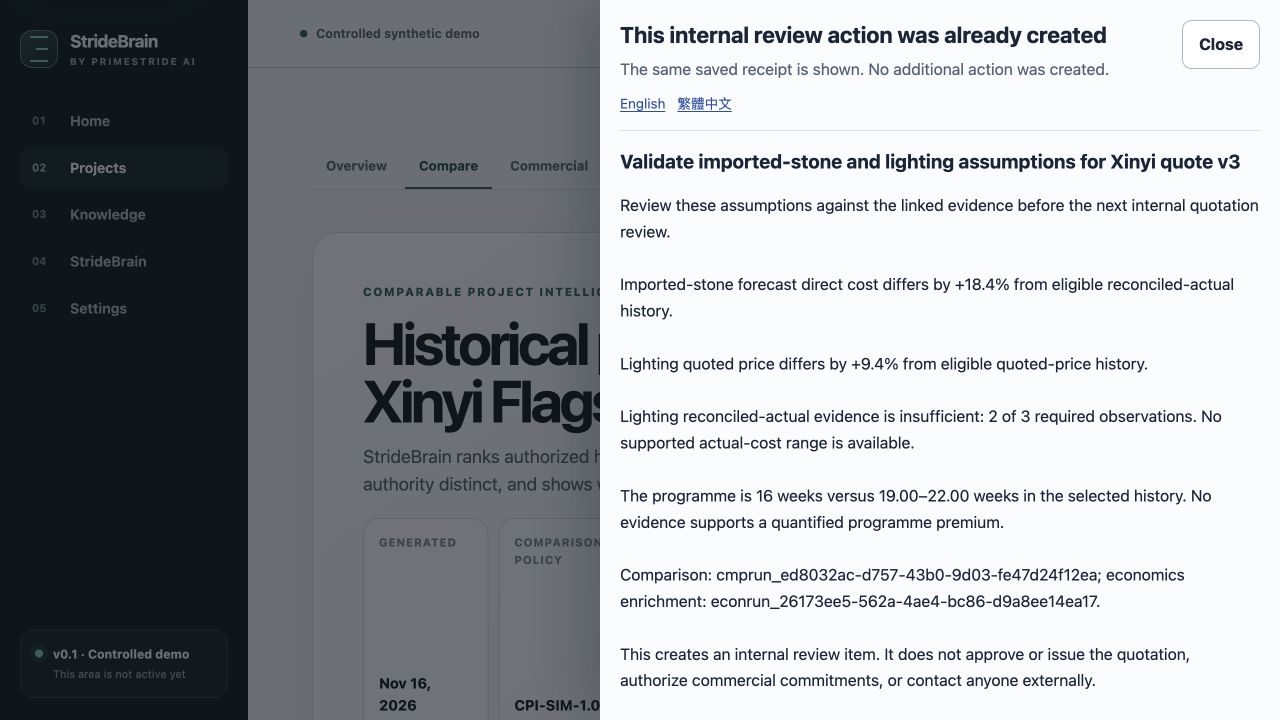 StrideBrain
BY PRIMESTRIDE AI
01 Home
02 Projects
03 Knowledge
04 StrideBrain
05 Settings
v0.1 · Controlled demo
This area is not active yet
Controlled synthetic demo
Overview Compare Commercial
COMPARABLE PROJECT INTELLIG
Historical
Xinyi Flags
StrideBrain ranks authorized h
authority distinct, and shows
GENERATED
Nov 16,
2026
COMPARISON
POLICY
CPI-SIM-1.0
This internal review action was already created
Close
The same saved receipt is shown. No additional action was created.
English 繁體中文
Validate imported-stone and lighting assumptions for Xinyi quote v3
Review these assumptions against the linked evidence before the next internal quotation
review.
Imported-stone forecast direct cost differs by +18.4% from eligible reconciled-actual
history.
Lighting quoted price differs by +9.4% from eligible quoted-price history.
Lighting reconciled-actual evidence is insufficient: 2 of 3 required observations. No
supported actual-cost range is available.
The programme is 16 weeks versus 19.00–22.00 weeks in the selected history. No
evidence supports a quantified programme premium.
Comparison: cmprun_ed8032ac-d757-43b0-9d03-fe47d24f12ea; economics
enrichment: econrun_26173ee5-562a-4ae4-bc86-d9a8ee14ea17.
This creates an internal review item. It does not approve or issue the quotation,
authorize commercial commitments, or contact anyone externally.